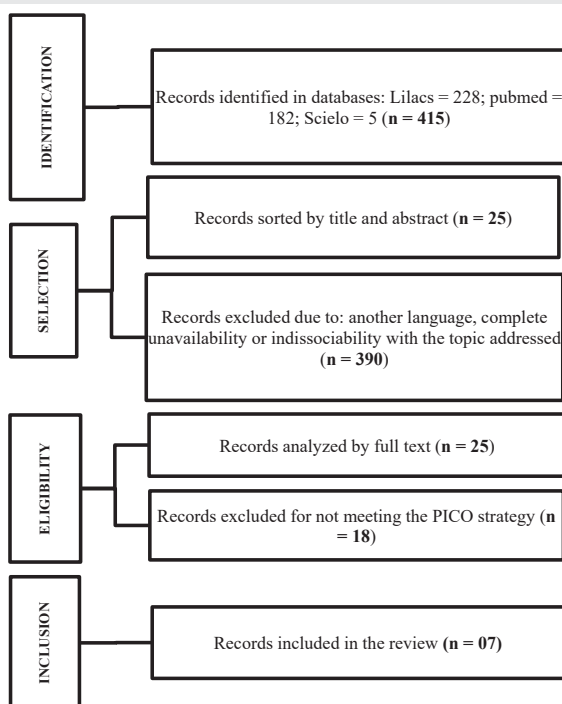 IDENTIFICATION
Records identified in databases: Lilacs = 228; pubmed =
182; Scielo = 5 (n = 415)
SELECTION
Records sorted by title and abstract (n = 25)
Records excluded due to: another language, complete
unavailability or indissociability with the topic addressed
(n = 390)
ELIGIBILITY
Records analyzed by full text (n = 25)
Records excluded for not meeting the PICO strategy (n
= 18)
INCLUSION
Records included in the review (n = 07)